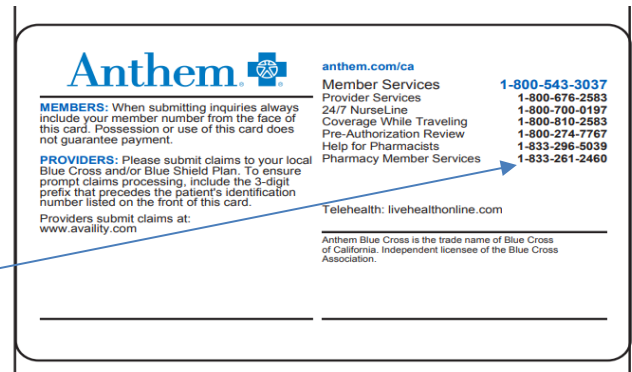 Anthem
MEMBERS: When submitting inquiries always
include your member number from the face of
this card. Possession or use of this card does
not guarantee payment.
PROVIDERS: Please submit claims to your local
Blue Cross and/or Blue Shield Plan. To ensure
prompt claims processing, include the 3-digit
prefix that precedes the patient's identification
number listed on the front of this card.
Providers submit claims at:
www.availity.com
anthem.com/ca
Member Services 1-800-543-3037
Provider Services 1-800-676-2583
24/7 NurseLine 1-800-700-0197
Coverage While Traveling 1-800-810-2583
Pre-Authorization Review 1-800-274-7767
Help for Pharmacists 1-833-296-5039
Pharmacy Member Services 1-833-261-2460
Telehealth: livehealthonline.com
Anthem Blue Cross is the trade name of Blue Cross
of California. Independent licensee of the Blue Cross
Association.